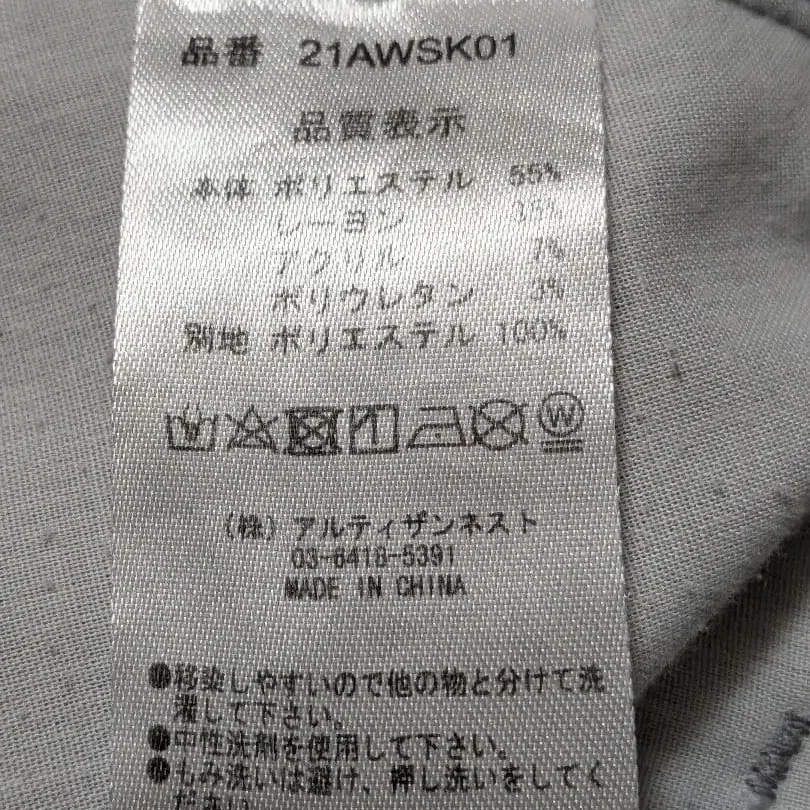 品番 21AWSK01
品質表示
本体 ポリエステル 55%
レーヨン 35%
アクリル 7%
ポリウレタン 3%
別地 ポリエステル 100%
W
(株)アルティザンネスト
03-6418-5391
MADE IN CHINA
●移染しやすいので他の物と分けて洗
濯して下さい。
●中性洗剤を使用して下さい。
●もみ洗いは避け、押し洗いをしてく
ださい。